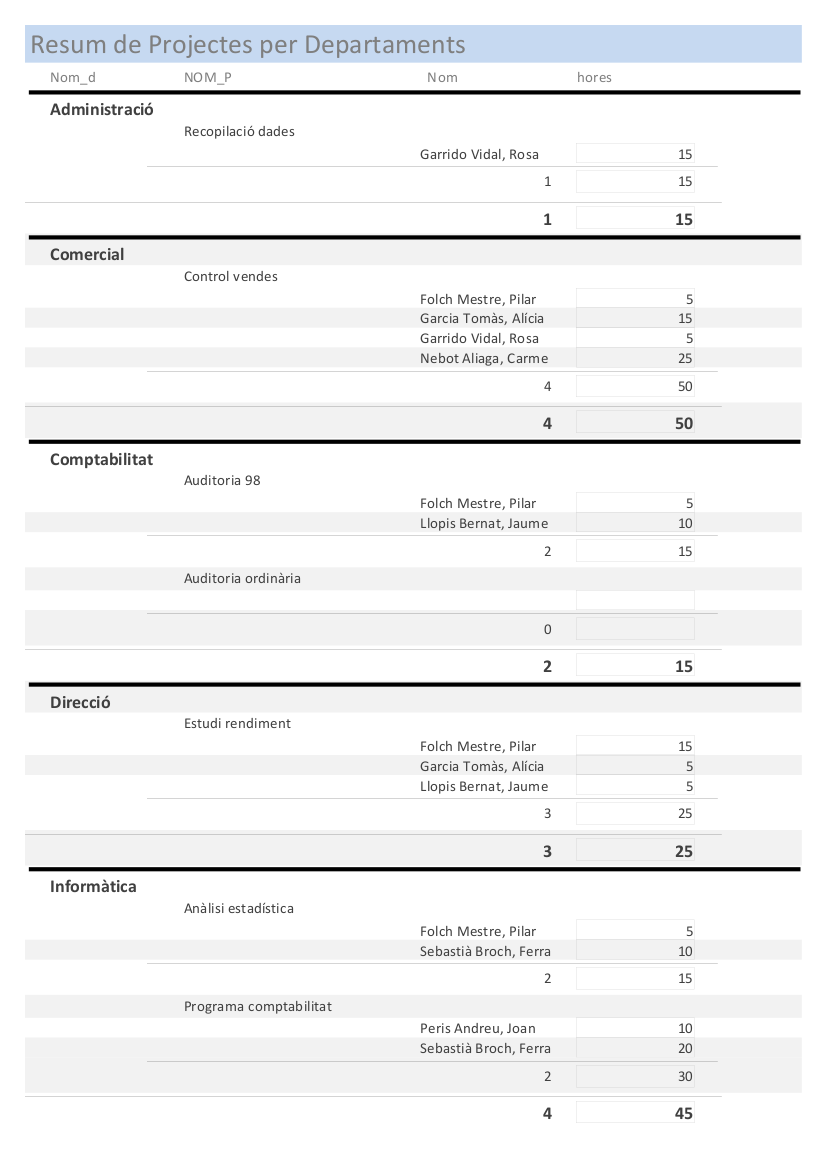 Resum de Projectes per Departaments
Nom_d NOM_P Nom hores
Administració
Recopilació dades
Garrido Vidal, Rosa 15
1 15
1 15
Comercial
Control vendes
Folch Mestre, Pilar 5
Garcia Tomàs, Alícia 15
Garrido Vidal, Rosa 5
Nebot Aliaga, Carme 25
4 50
4 50
Comptabilitat
Auditoria 98
Folch Mestre, Pilar 5
Llopis Bernat, Jaume 10
2 15
Auditoria ordinària
0
2 15
Direcció
Estudi rendiment
Folch Mestre, Pilar 15
Garcia Tomàs, Alícia 5
Llopis Bernat, Jaume 5
3 25
3 25
Informàtica
Anàlisi estadística
Folch Mestre, Pilar 5
Sebastià Broch, Ferra 10
2 15
Programa comptabilitat
Peris Andreu, Joan 10
Sebastià Broch, Ferra 20
2 30
4 45